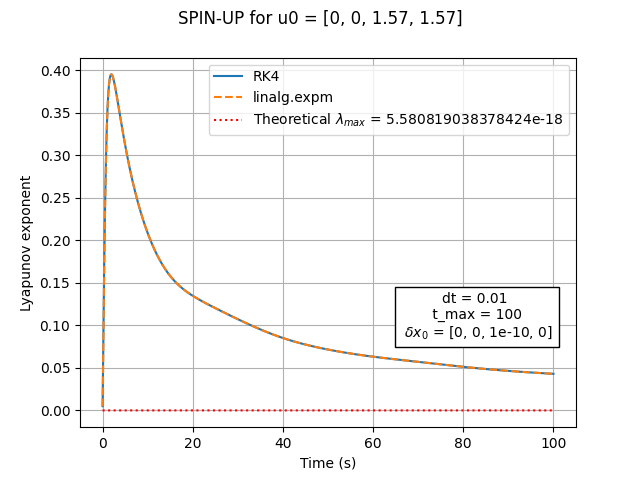 SPIN-UP for u0 = [0, 0, 1.57, 1.57]
0.40
0.35
0.30
0.25
0.20
0.15
0.10
0.05
0.00
Lyapunov exponent
RK4
linalg.expm
Theoretical λmax = 5.580819038378424e-18
dt = 0.01
t_max = 100
δx0 = [0, 0, 1e-10, 0]
0 20 40 60 80 100
Time (s)